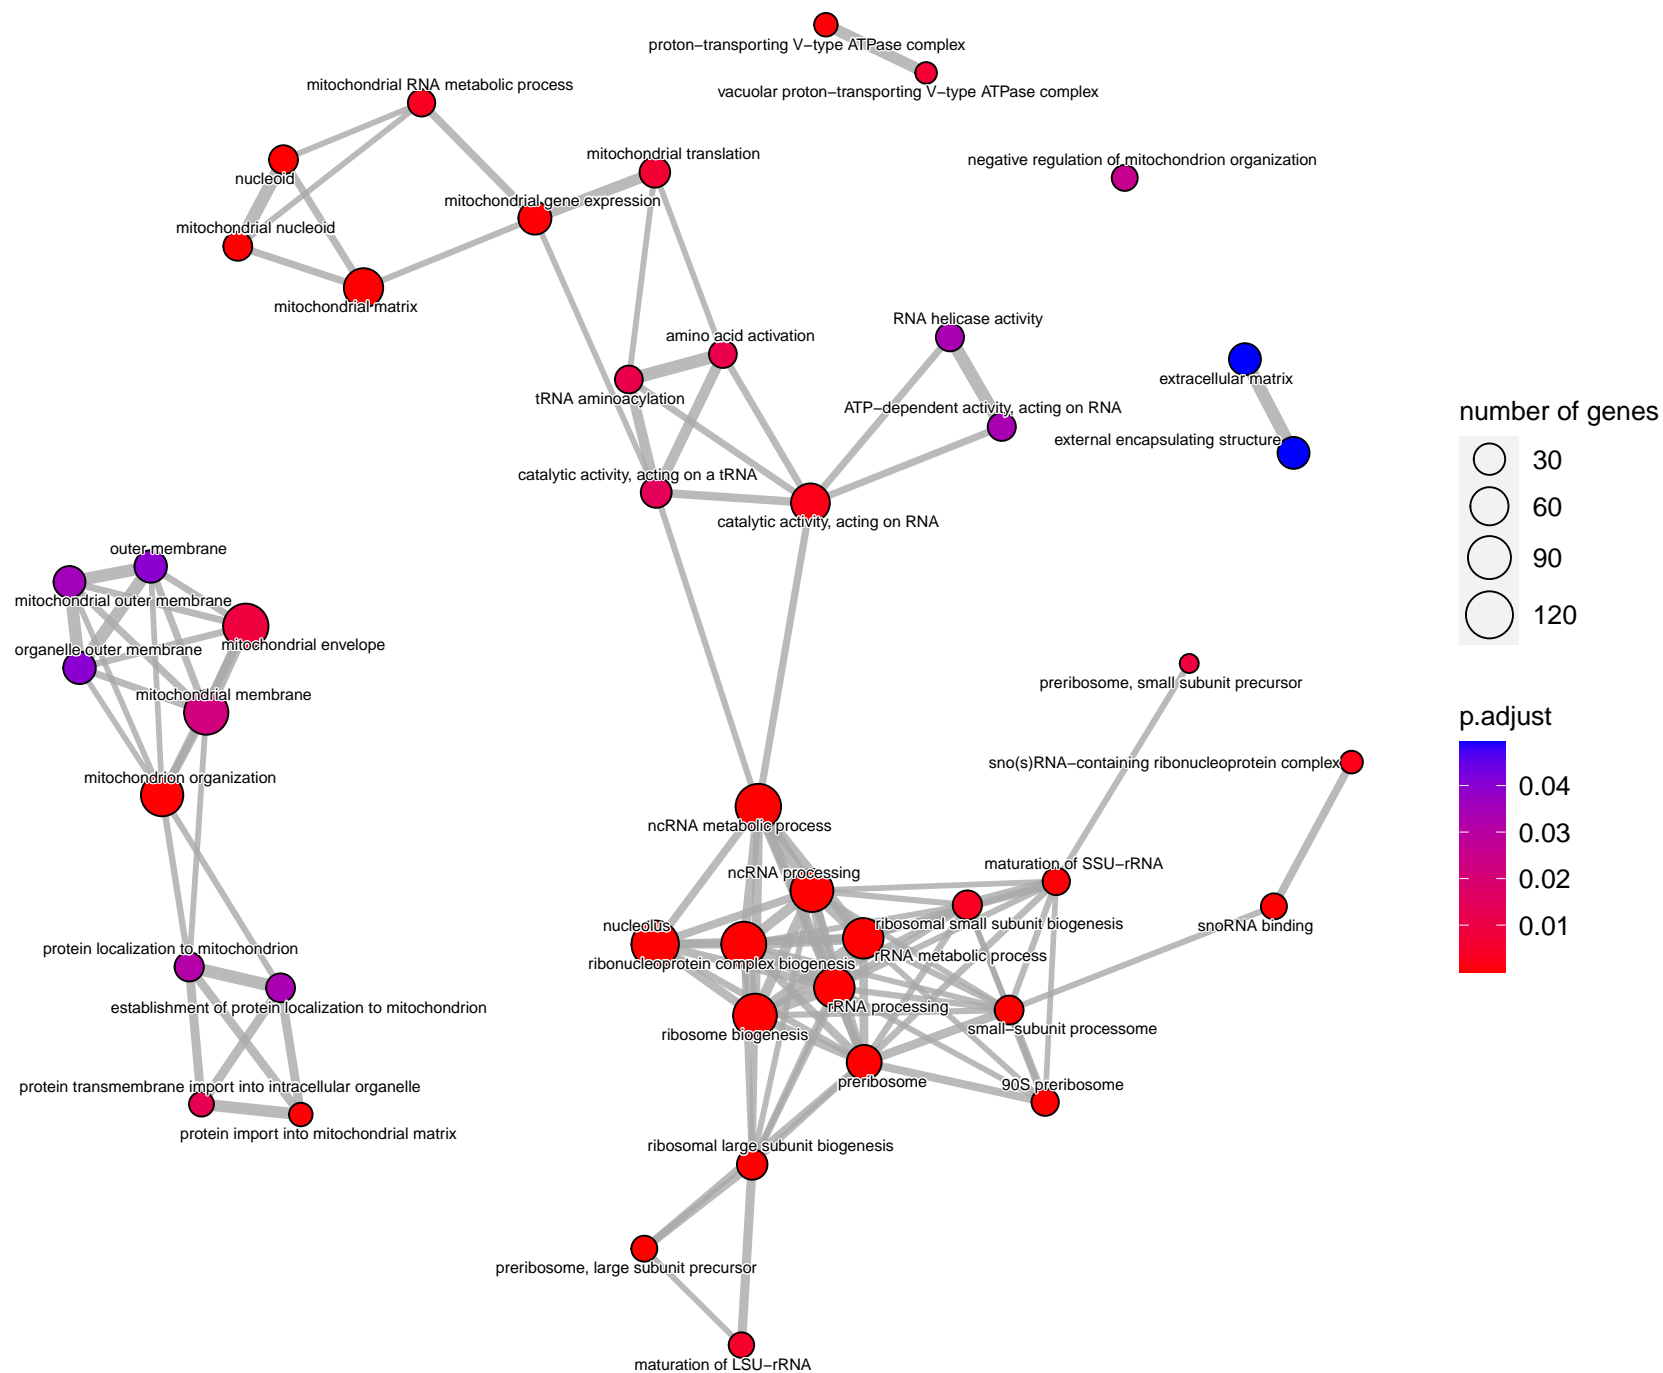 proton−transporting V−type ATPase complex
vacuolar proton−transporting V−type ATPase complex
mitochondrial RNA metabolic process
mitochondrial translation
negative regulation of mitochondrion organization
nucleoid
mitochondrial gene expression
mitochondrial nucleoid
mitochondrial matrix
RNA helicase activity
amino acid activation
extracellular matrix
tRNA aminoacylation
ATP−dependent activity, acting on RNA
external encapsulating structure
catalytic activity, acting on a tRNA
catalytic activity, acting on RNA
number of genes
30
60
90
120
outer membrane
mitochondrial outer membrane
mitochondrial envelope
organelle outer membrane
mitochondrial membrane
mitochondrion organization
preribosome, small subunit precursor
sno(s)RNA−containing ribonucleoprotein complex
p.adjust
0.04
0.03
0.02
0.01
ncRNA metabolic process
maturation of SSU−rRNA
ncRNA processing
nucleolus
ribosomal small subunit biogenesis
snoRNA binding
protein localization to mitochondrion
ribonucleoprotein complex biogenesis
rRNA metabolic process
establishment of protein localization to mitochondrion
rRNA processing
ribosome biogenesis
small−subunit processome
preribosome
90S preribosome
protein transmembrane import into intracellular organelle
protein import into mitochondrial matrix
ribosomal large subunit biogenesis
preribosome, large subunit precursor
maturation of LSU−rRNA